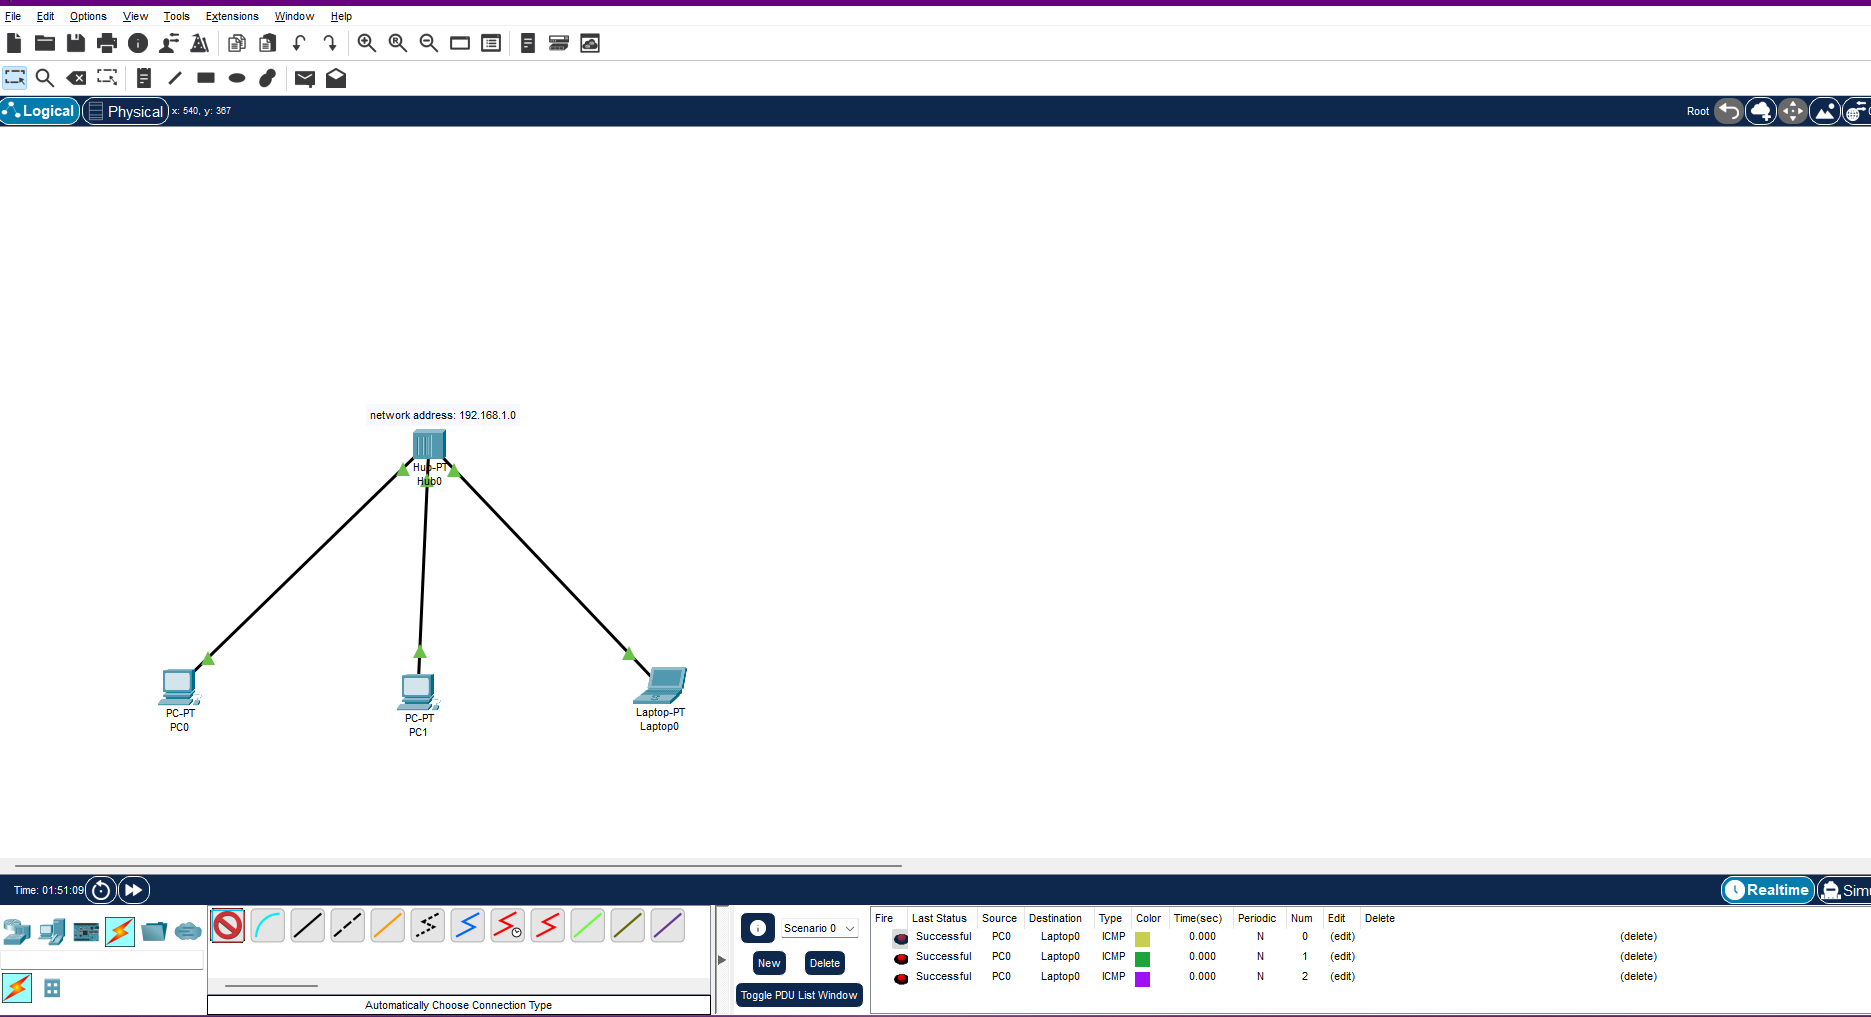 File Edit Options View Tools Extensions Window Help
Logical Physical x: 540, y: 367 Root
network address: 192.168.1.0
Hub-PT
Hub0
PC-PT
PC0
PC-PT
PC1
Laptop-PT
Laptop0
Time: 01:51:09 Realtime
Automatically Choose Connection Type
Scenario 0
New Delete
Toggle PDU List Window
Fire Last Status Source Destination Type Color Time(sec) Periodic Num Edit Delete
Successful PC0 Laptop0 ICMP 0.000 N 0 (edit) (delete)
Successful PC0 Laptop0 ICMP 0.000 N 1 (edit) (delete)
Successful PC0 Laptop0 ICMP 0.000 N 2 (edit) (delete)